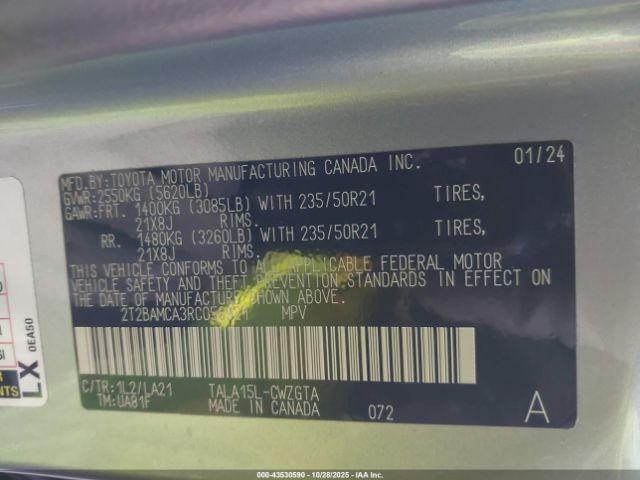 MFD.BY:TOYOTA MOTOR MANUFACTURING CANADA INC. 01/24
GVWR:2550KG (5620LB)
GAWR:FRT. 1400KG (3085LB) WITH 235/50R21 TIRES,
21X8J RIMS.
RR. 1480KG (3260LB) WITH 235/50R21 TIRES,
21X8J RIMS.
THIS VEHICLE CONFORMS TO ALL APPLICABLE FEDERAL MOTOR
VEHICLE SAFETY AND THEFT PREVENTION STANDARDS IN EFFECT ON
THE DATE OF MANUFACTURE SHOWN ABOVE.
MPV
C/TR:1L2/LA21 TALA15L-CWZGTA
TM:UA81F MADE IN CANADA 072 A
LX 0EA50
000-43530590 | 10/28/2025 | IAAI.COM